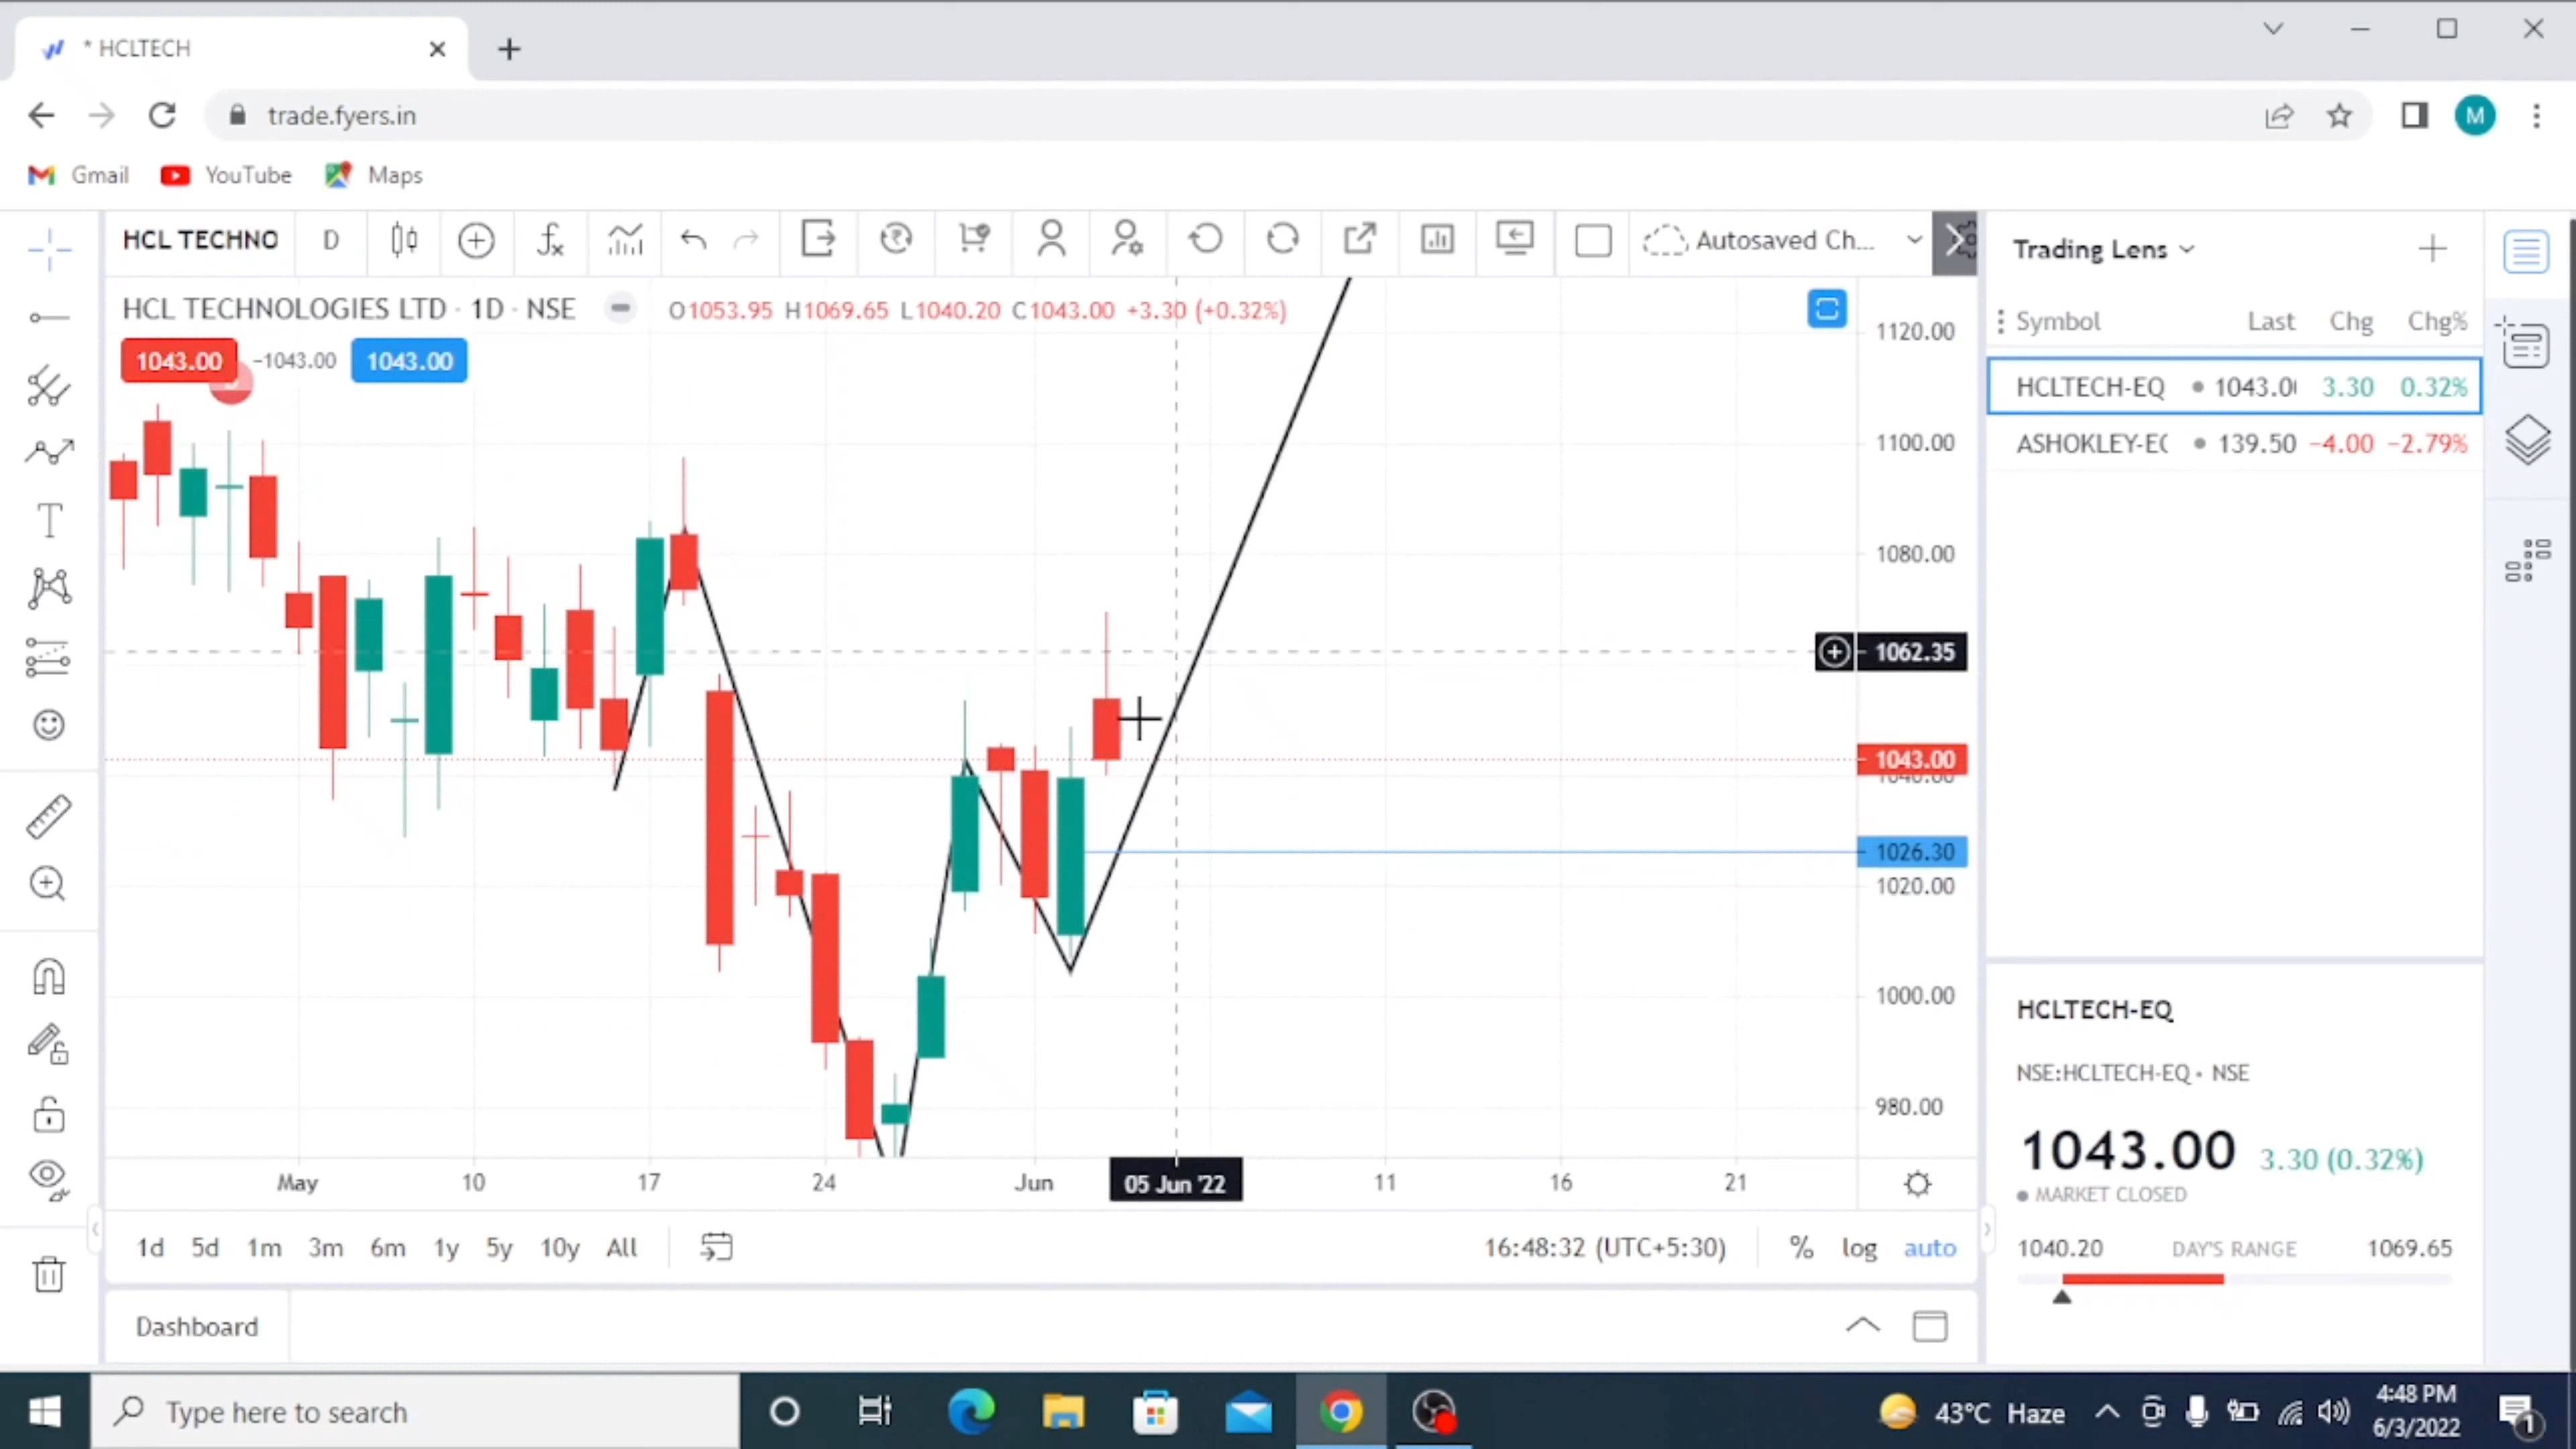 * HCLTECH
trade.fyers.in
Gmail YouTube Maps
HCL TECHNO D Autosaved Ch... Trading Lens
HCL TECHNOLOGIES LTD · 1D · NSE O1053.95 H1069.65 L1040.20 C1043.00 +3.30 (+0.32%)
1043.00 −1043.00 1043.00
Symbol Last Chg Chg%
HCLTECH-EQ 1043.0 3.30 0.32%
ASHOKLEY-E 139.50 −4.00 −2.79%
1120.00
1100.00
1080.00
1062.35
1043.00
1040.00
1026.30
1020.00
1000.00
980.00
May 10 17 24 Jun 05 Jun '22 11 16 21
HCLTECH-EQ
NSE:HCLTECH-EQ • NSE
1043.00 3.30 (0.32%)
MARKET CLOSED
1040.20 DAY'S RANGE 1069.65
1d 5d 1m 3m 6m 1y 5y 10y All 16:48:32 (UTC+5:30) % log auto
Dashboard
Type here to search
43°C Haze
4:48 PM
6/3/2022
M
T
1